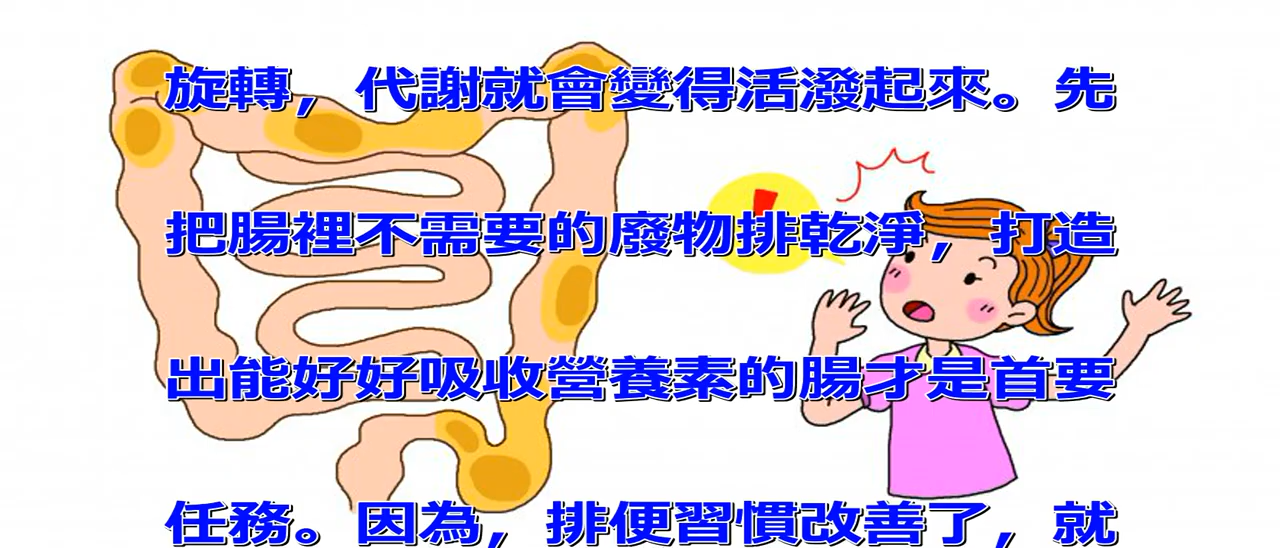 旋轉，代謝就會變得活潑起來。先
把腸裡不需要的廢物排乾淨，打造
出能好好吸收營養素的腸才是首要
任務。因為，排便習慣改善了，就